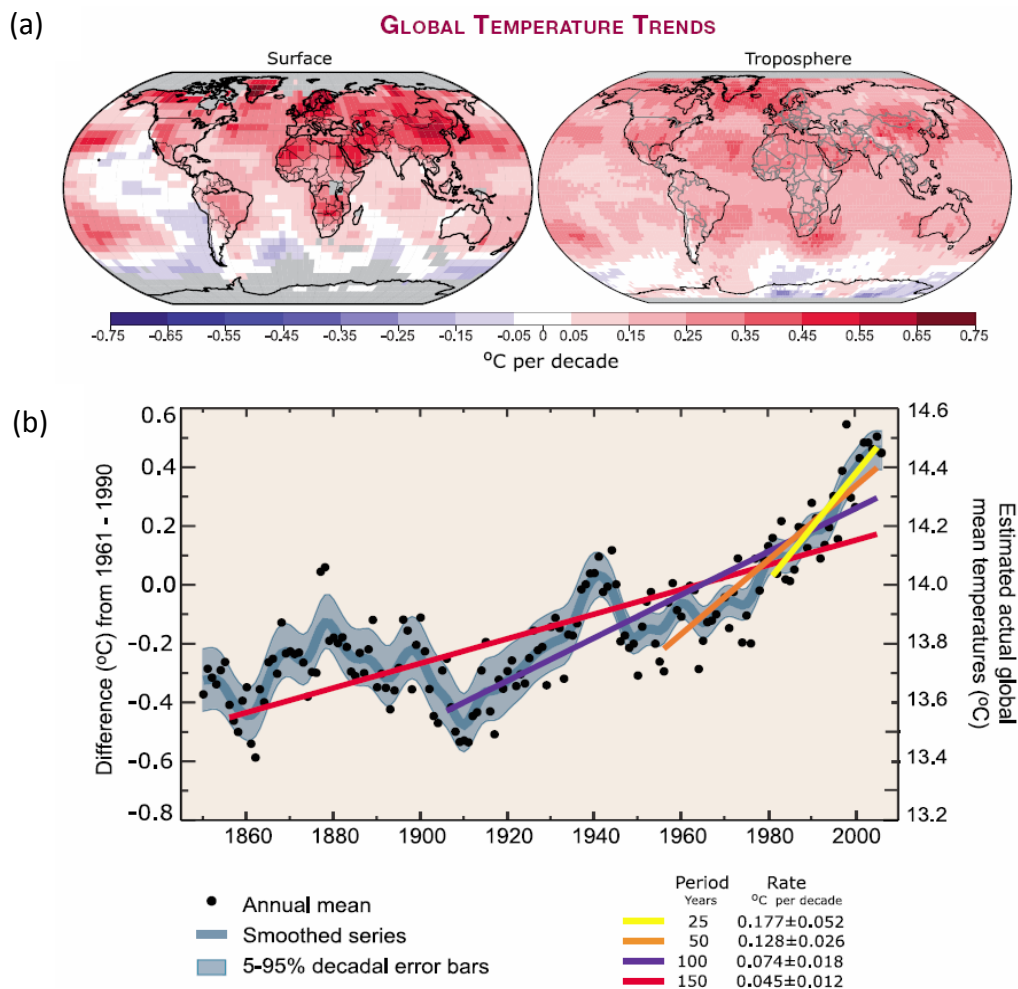 (a)
GLOBAL TEMPERATURE TRENDS
Surface
Troposphere
-0.75 -0.65 -0.55 -0.45 -0.35 -0.25 -0.15 -0.05 0 0.05 0.15 0.25 0.35 0.45 0.55 0.65 0.75
ºC per decade
(b)
Difference (ºC) from 1961 - 1990
0.6
0.4
0.2
0.0
-0.2
-0.4
-0.6
-0.8
14.6
14.4
14.2
14.0
13.8
13.6
13.4
13.2
Estimated actual global
mean temperatures (ºC)
1860 1880 1900 1920 1940 1960 1980 2000
Annual mean
Smoothed series
5-95% decadal error bars
Period Rate
Years ºC per decade
25 0.177±0.052
50 0.128±0.026
100 0.074±0.018
150 0.045±0.012